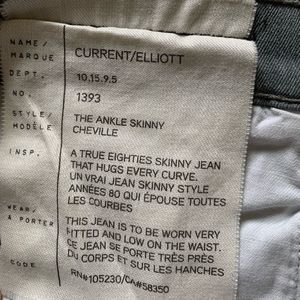 NAME/ CURRENT/ELLIOTT
MARQUE
DEPT. 10.15.9.5
NO. 1393
STYLE/ THE ANKLE SKINNY
MODÈLE CHEVILLE
INSP. A TRUE EIGHTIES SKINNY JEAN
THAT HUGS EVERY CURVE.
UN VRAI JEAN SKINNY STYLE
ANNÉES 80 QUI ÉPOUSE TOUTES
LES COURBES
WEAR/ THIS JEAN IS TO BE WORN VERY
A PORTER FITTED AND LOW ON THE WAIST.
CE JEAN SE PORTE TRÈS PRÈS
DU CORPS ET SUR LES HANCHES
CODE RN#105230/CA#58350